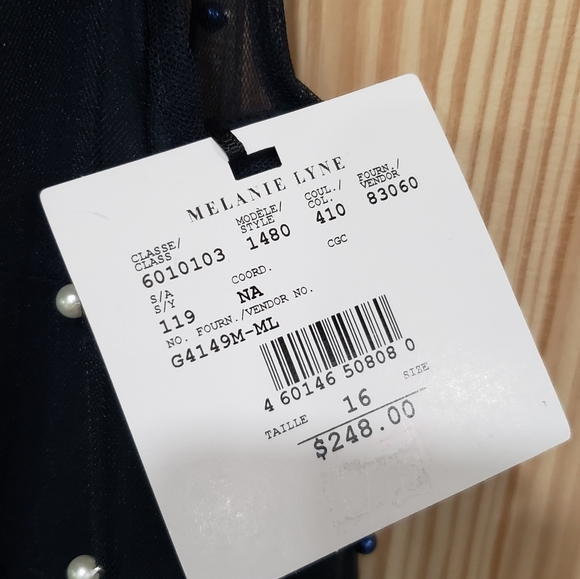 MELANIE LYNE
CLASSE/ MODÈLE/ COUL./ FOURN./
CLASS STYLE COL. VENDOR
6010103 1480 410 83060
S/A COORD. CGC
S/Y
119 NA
NO. FOURN./VENDOR NO.
G4149M-ML
4 60146 50808 0
TAILLE 16 SIZE
$248.00